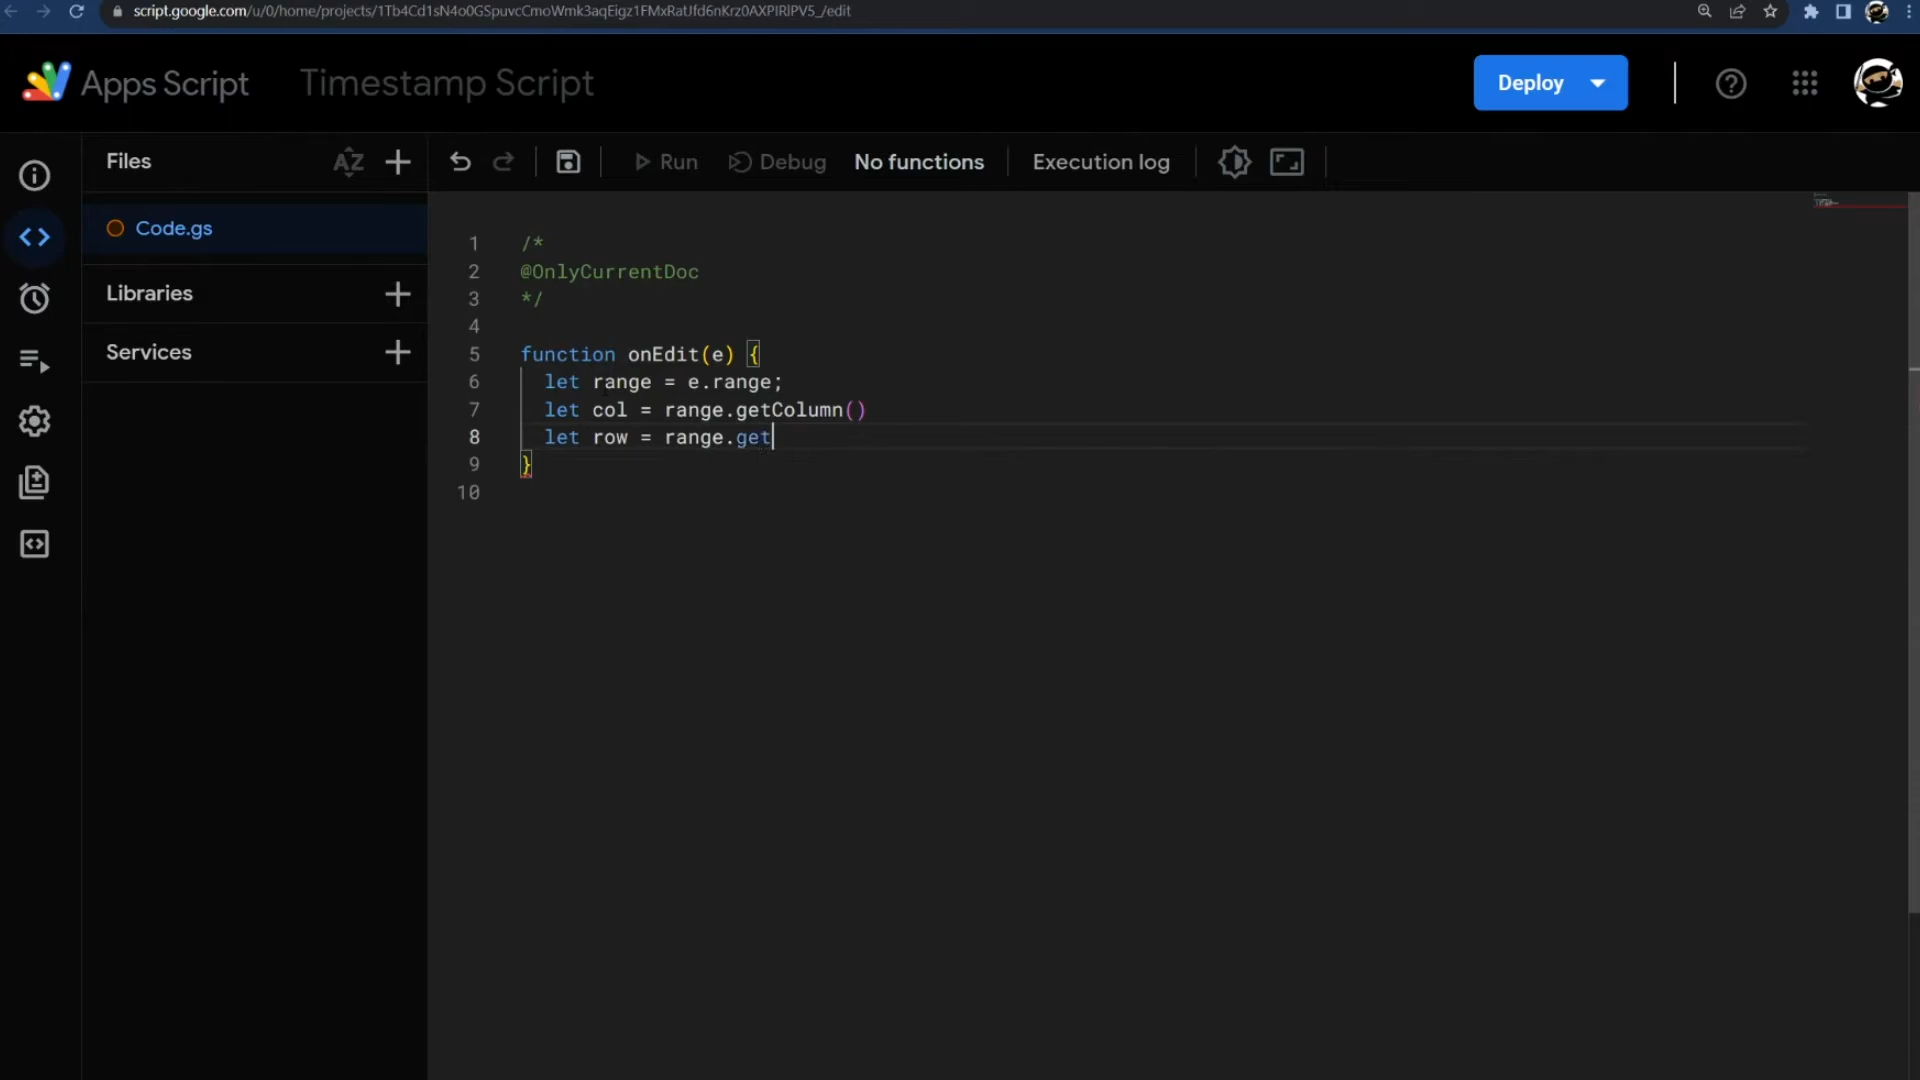 script.google.com/u/0/home/projects/1Tb4Cd1sN4o0GSpuvcCmoWmk3aqEigz1FMxRaUfd6nKrz0AXPIRIPV5_/edit
Apps Script Timestamp Script Deploy
Files AZ Run Debug No functions Execution log
Code.gs
Libraries
Services
1 /*
2 @OnlyCurrentDoc
3 */
4
5 function onEdit(e) {
6 let range = e.range;
7 let col = range.getColumn()
8 let row = range.get
9 }
10